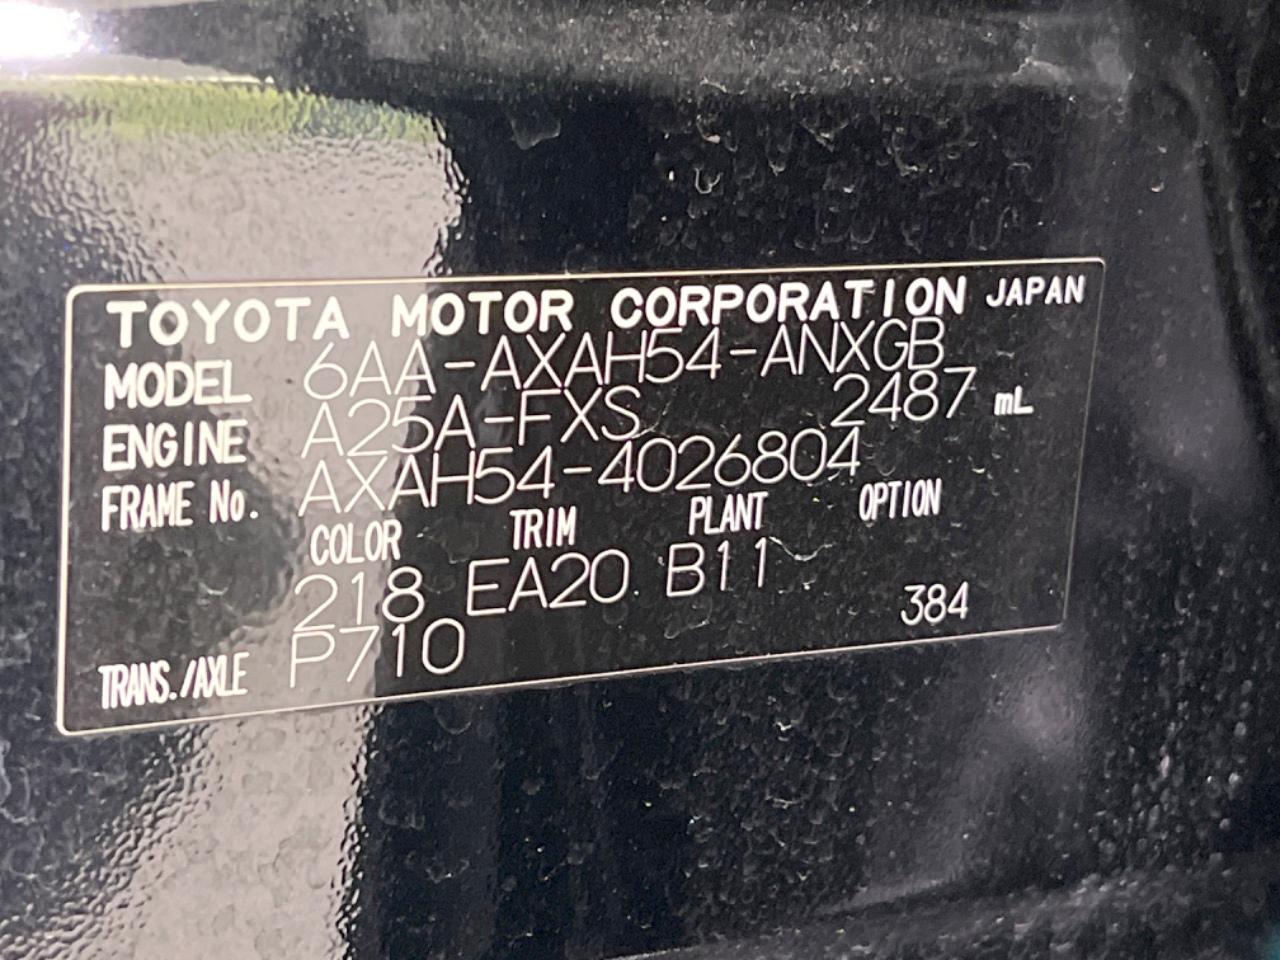 TOYOTA MOTOR CORPORATION JAPAN
MODEL 6AA-AXAH54-ANXGB
ENGINE A25A-FXS 2487 mL
FRAME No. AXAH54-4026804
COLOR TRIM PLANT OPTION
218 EA20 B11
TRANS./AXLE P710 384